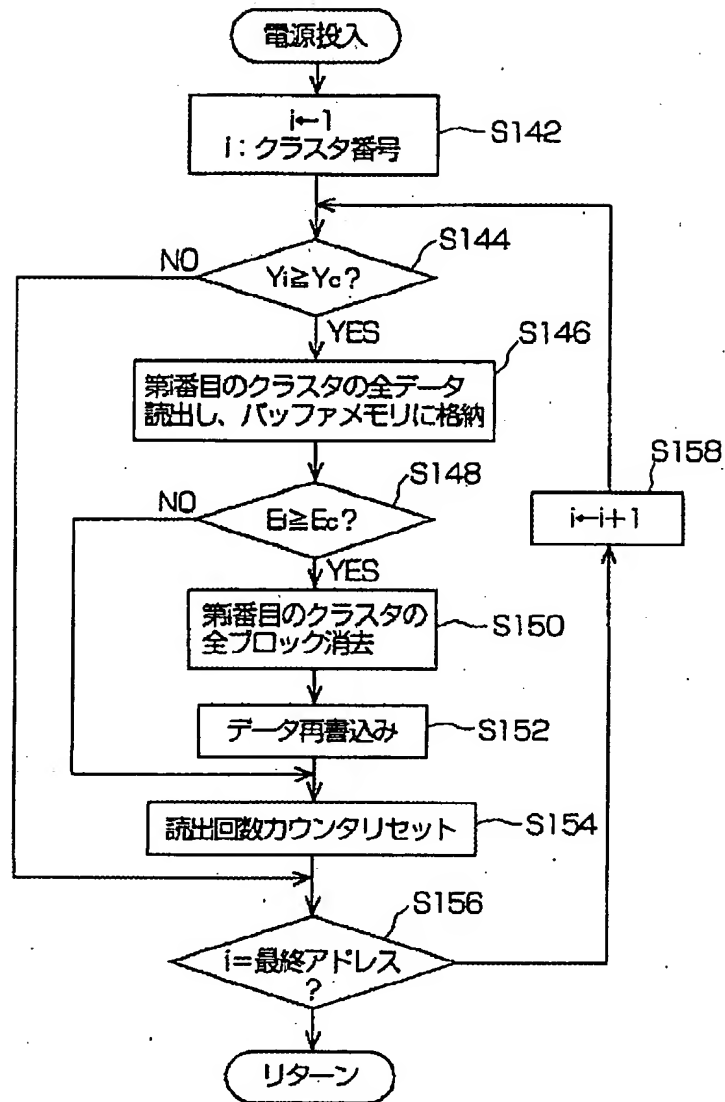 電源投入
i←1
i：クラスタ番号
S142
S144
NO
Yi≧Yc？
YES
S146
第i番目のクラスタの全データ
読出し、バッファメモリに格納
S148
S158
NO
Ei≧Ec？
i←i+1
YES
第i番目のクラスタの
全ブロック消去
S150
データ再書込み
S152
読出回数カウンタリセット
S154
S156
i＝最終アドレス
？
リターン